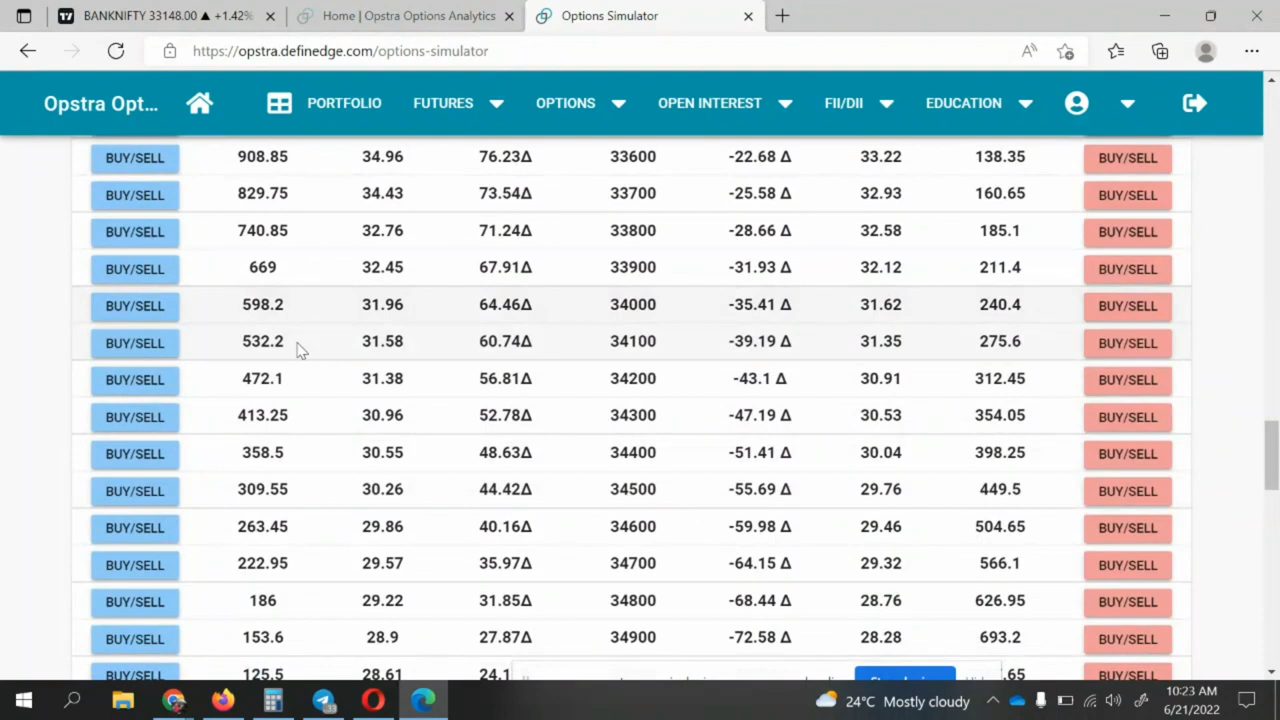 BANKNIFTY 33148.00 ▲ +1.42%
Home | Opstra Options Analytics
Options Simulator
https://opstra.definedge.com/options-simulator
Opstra Opt...
PORTFOLIO
FUTURES
OPTIONS
OPEN INTEREST
FII/DII
EDUCATION
BUY/SELL 908.85 34.96 76.23Δ 33600 -22.68 Δ 33.22 138.35 BUY/SELL
BUY/SELL 829.75 34.43 73.54Δ 33700 -25.58 Δ 32.93 160.65 BUY/SELL
BUY/SELL 740.85 32.76 71.24Δ 33800 -28.66 Δ 32.58 185.1 BUY/SELL
BUY/SELL 669 32.45 67.91Δ 33900 -31.93 Δ 32.12 211.4 BUY/SELL
BUY/SELL 598.2 31.96 64.46Δ 34000 -35.41 Δ 31.62 240.4 BUY/SELL
BUY/SELL 532.2 31.58 60.74Δ 34100 -39.19 Δ 31.35 275.6 BUY/SELL
BUY/SELL 472.1 31.38 56.81Δ 34200 -43.1 Δ 30.91 312.45 BUY/SELL
BUY/SELL 413.25 30.96 52.78Δ 34300 -47.19 Δ 30.53 354.05 BUY/SELL
BUY/SELL 358.5 30.55 48.63Δ 34400 -51.41 Δ 30.04 398.25 BUY/SELL
BUY/SELL 309.55 30.26 44.42Δ 34500 -55.69 Δ 29.76 449.5 BUY/SELL
BUY/SELL 263.45 29.86 40.16Δ 34600 -59.98 Δ 29.46 504.65 BUY/SELL
BUY/SELL 222.95 29.57 35.97Δ 34700 -64.15 Δ 29.32 566.1 BUY/SELL
BUY/SELL 186 29.22 31.85Δ 34800 -68.44 Δ 28.76 626.95 BUY/SELL
BUY/SELL 153.6 28.9 27.87Δ 34900 -72.58 Δ 28.28 693.2 BUY/SELL
BUY/SELL 125.5 28.61 24.1 .65 BUY/SELL
24°C Mostly cloudy
10:23 AM
6/21/2022